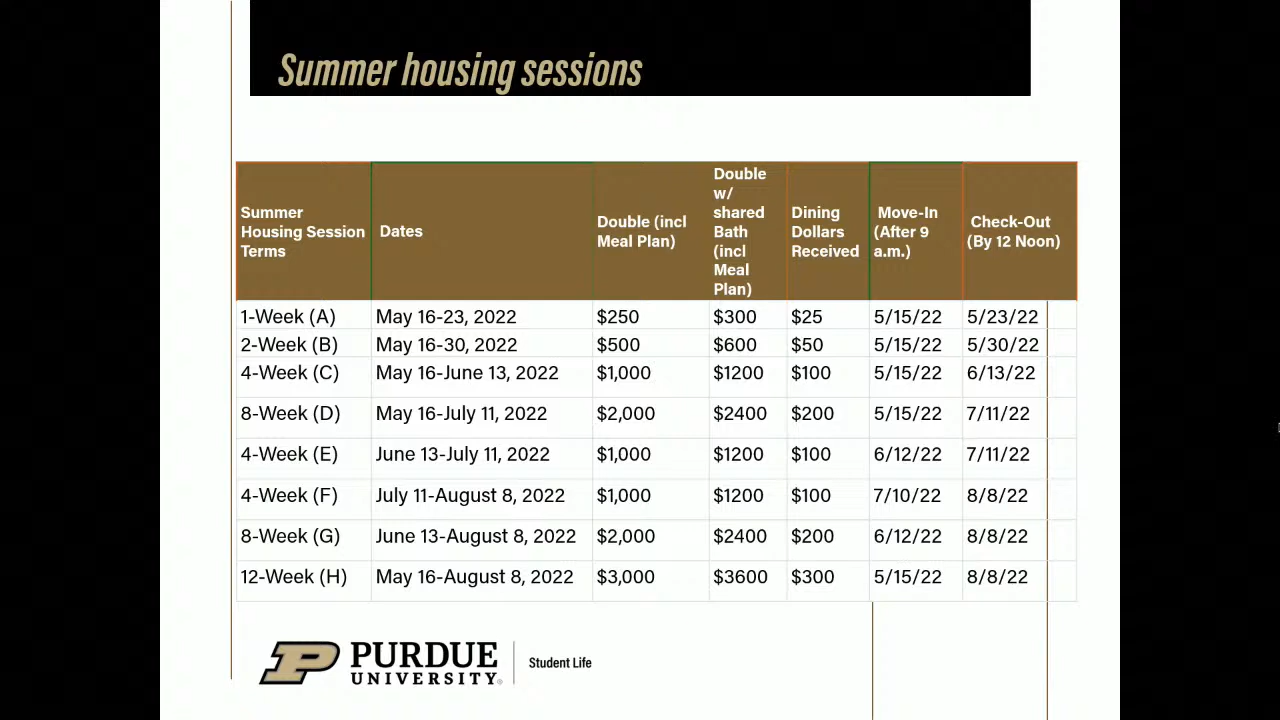 Summer housing sessions
Summer
Housing Session
Terms
Dates
Double (incl
Meal Plan)
Double
w/
shared
Bath
(incl
Meal
Plan)
Dining
Dollars
Received
Move-In
(After 9
a.m.)
Check-Out
(By 12 Noon)
1-Week (A) May 16-23, 2022 $250 $300 $25 5/15/22 5/23/22
2-Week (B) May 16-30, 2022 $500 $600 $50 5/15/22 5/30/22
4-Week (C) May 16-June 13, 2022 $1,000 $1200 $100 5/15/22 6/13/22
8-Week (D) May 16-July 11, 2022 $2,000 $2400 $200 5/15/22 7/11/22
4-Week (E) June 13-July 11, 2022 $1,000 $1200 $100 6/12/22 7/11/22
4-Week (F) July 11-August 8, 2022 $1,000 $1200 $100 7/10/22 8/8/22
8-Week (G) June 13-August 8, 2022 $2,000 $2400 $200 6/12/22 8/8/22
12-Week (H) May 16-August 8, 2022 $3,000 $3600 $300 5/15/22 8/8/22
P PURDUE
UNIVERSITY®
Student Life